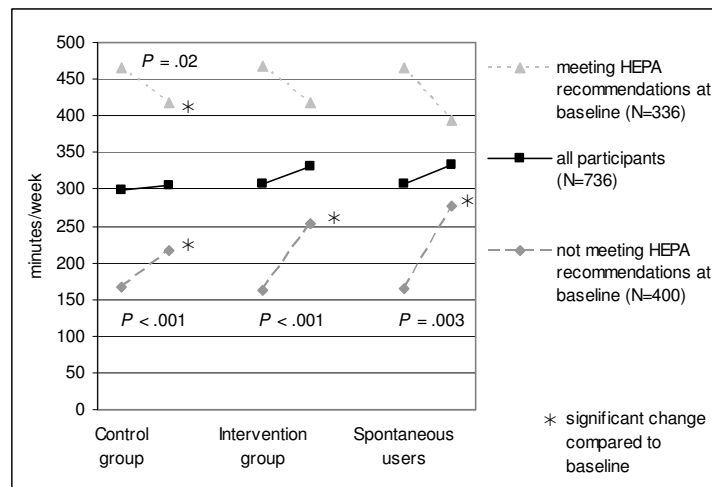 500
450
400
350
300
250
200
150
100
50
0
minutes/week
P = .02
*
*
*
*
P < .001
P < .001
P = .003
Control
group
Intervention
group
Spontaneous
users
meeting HEPA
recommendations at
baseline (N=336)
all participants
(N=736)
not meeting HEPA
recommendations at
baseline (N=400)
* significant change
compared to
baseline